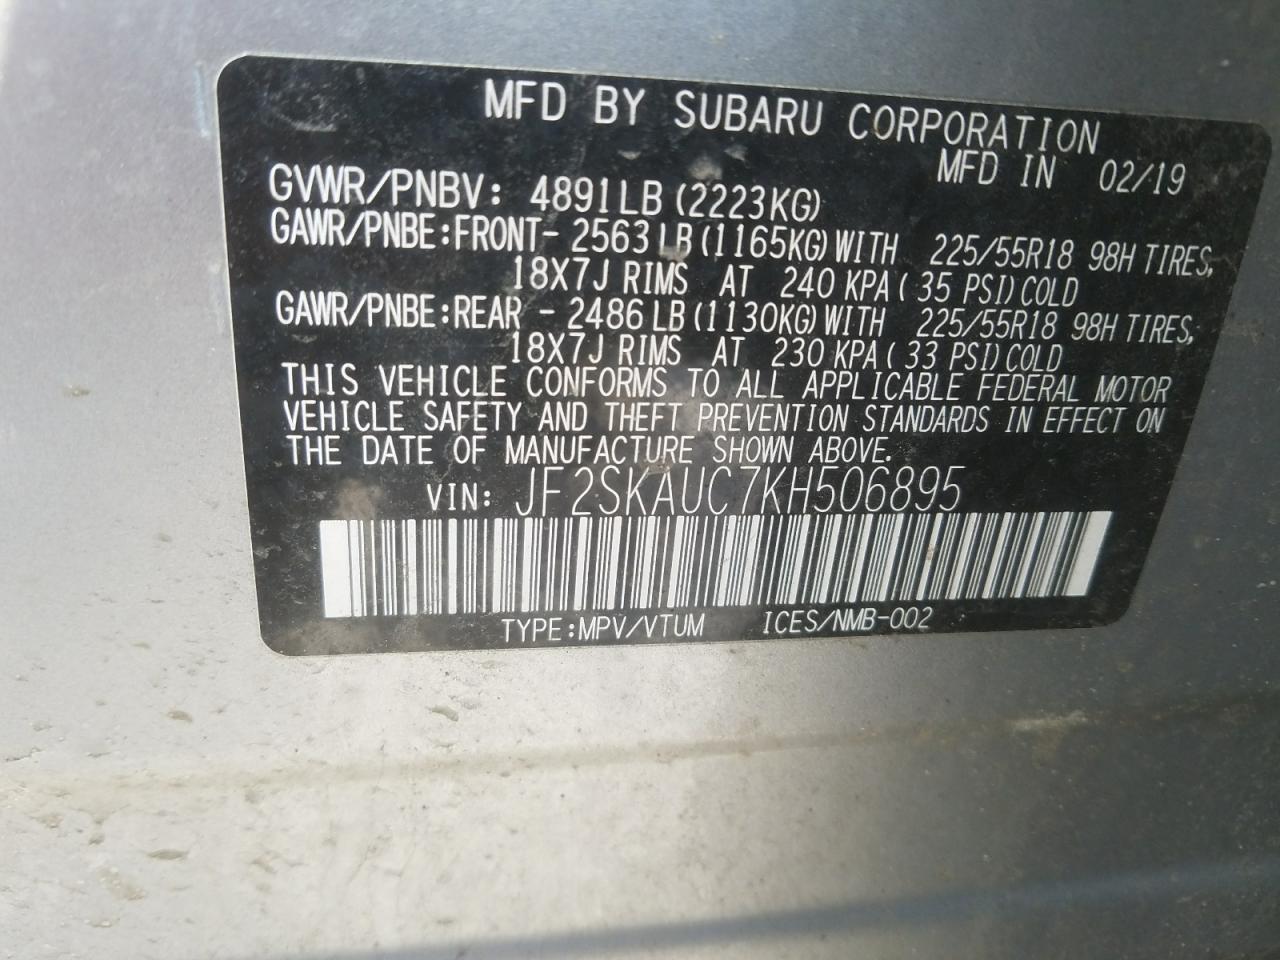 MFD BY SUBARU CORPORATION
MFD IN 02/19
GVWR/PNBV: 4891LB (2223KG)
GAWR/PNBE:FRONT- 2563LB(1165KG)WITH 225/55R18 98H TIRES,
18X7J RIMS AT 240 KPA( 35 PSI)COLD
GAWR/PNBE:REAR - 2486LB(1130KG)WITH 225/55R18 98H TIRES,
18X7J RIMS AT 230 KPA( 33 PSI)COLD
THIS VEHICLE CONFORMS TO ALL APPLICABLE FEDERAL MOTOR
VEHICLE SAFETY AND THEFT PREVENTION STANDARDS IN EFFECT ON
THE DATE OF MANUFACTURE SHOWN ABOVE.
VIN: JF2SKAUC7KH506895
TYPE:MPV/VTUM ICES/NMB-002